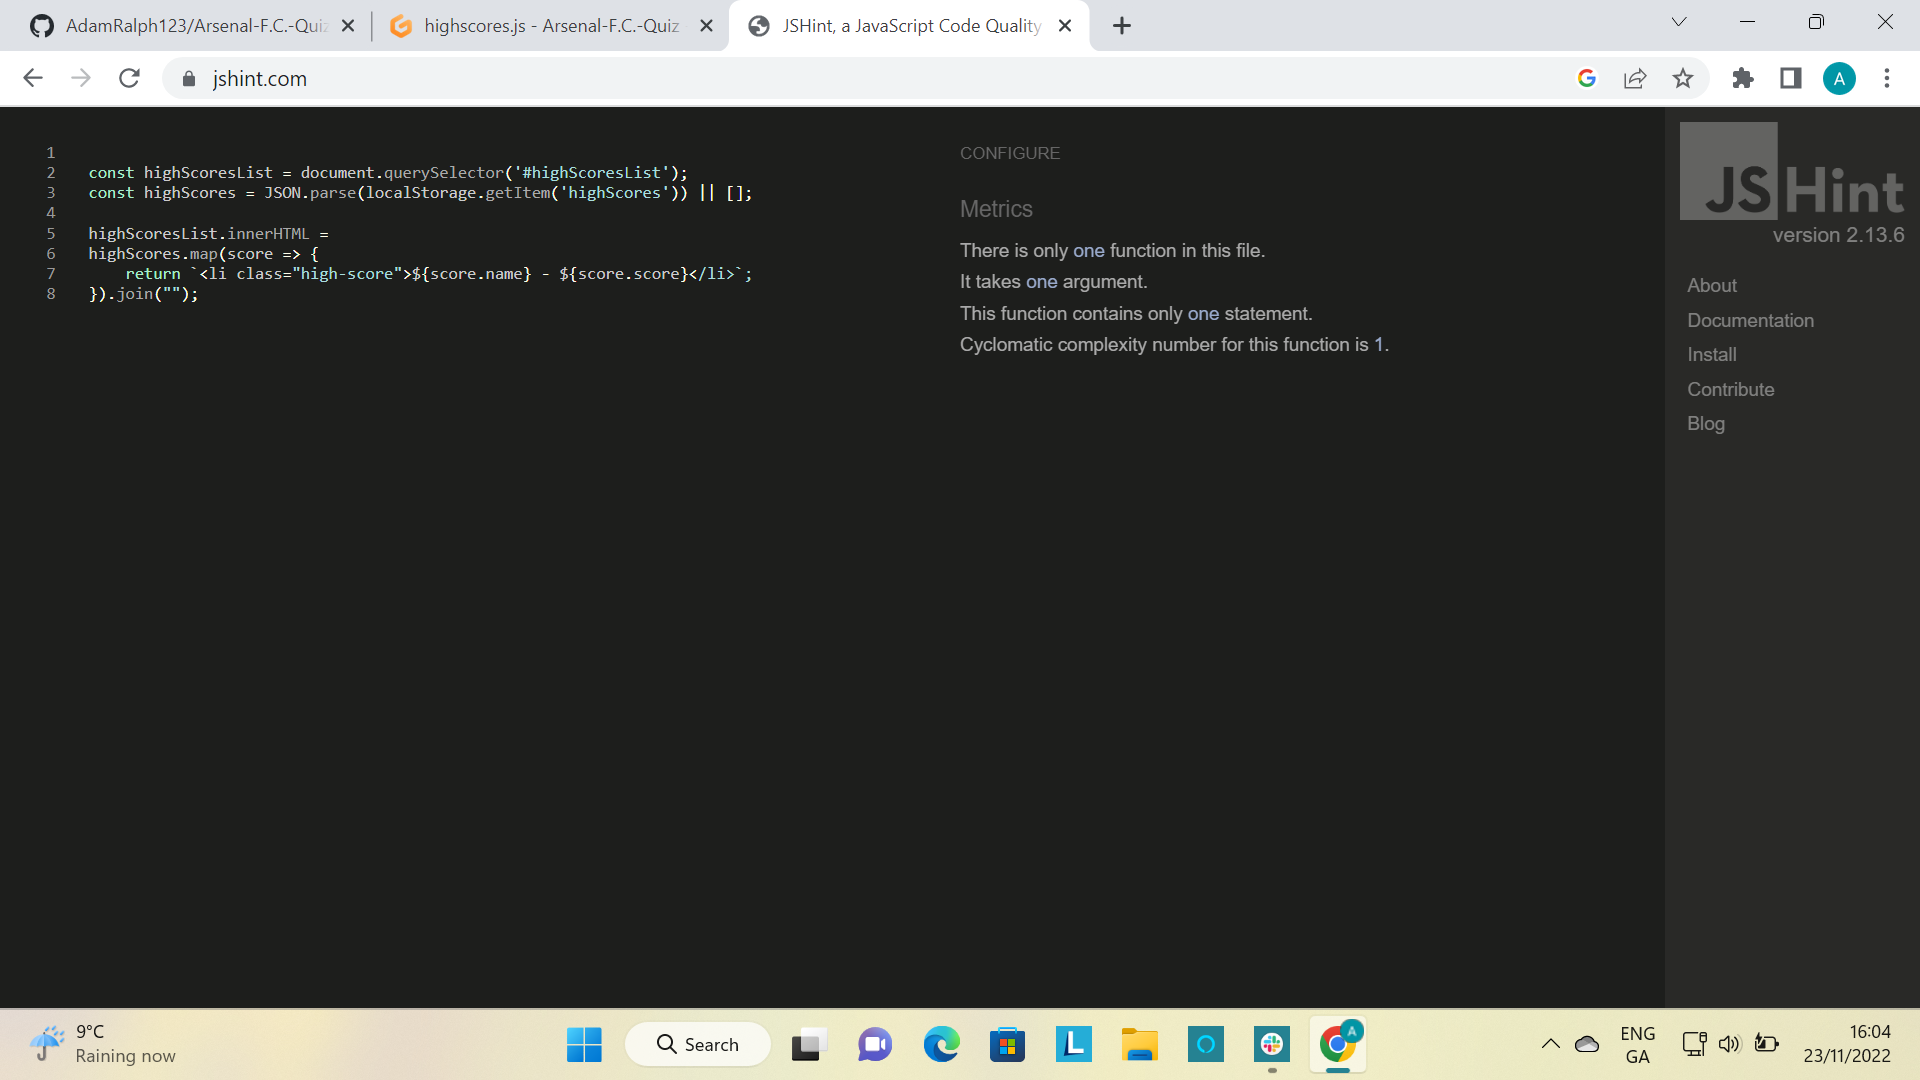 AdamRalph123/Arsenal-F.C.-Quiz
highscores.js - Arsenal-F.C.-Quiz
JSHint, a JavaScript Code Quality
jshint.com
A
1
2 const highScoresList = document.querySelector('#highScoresList');
3 const highScores = JSON.parse(localStorage.getItem('highScores')) || [];
4
5 highScoresList.innerHTML =
6 highScores.map(score => {
7 return `<li class="high-score">${score.name} - ${score.score}</li>`;
8 }).join("");
CONFIGURE
Metrics
There is only one function in this file.
It takes one argument.
This function contains only one statement.
Cyclomatic complexity number for this function is 1.
JSHint
version 2.13.6
About
Documentation
Install
Contribute
Blog
9°C
Raining now
Search
L
A
ENG
GA
16:04
23/11/2022